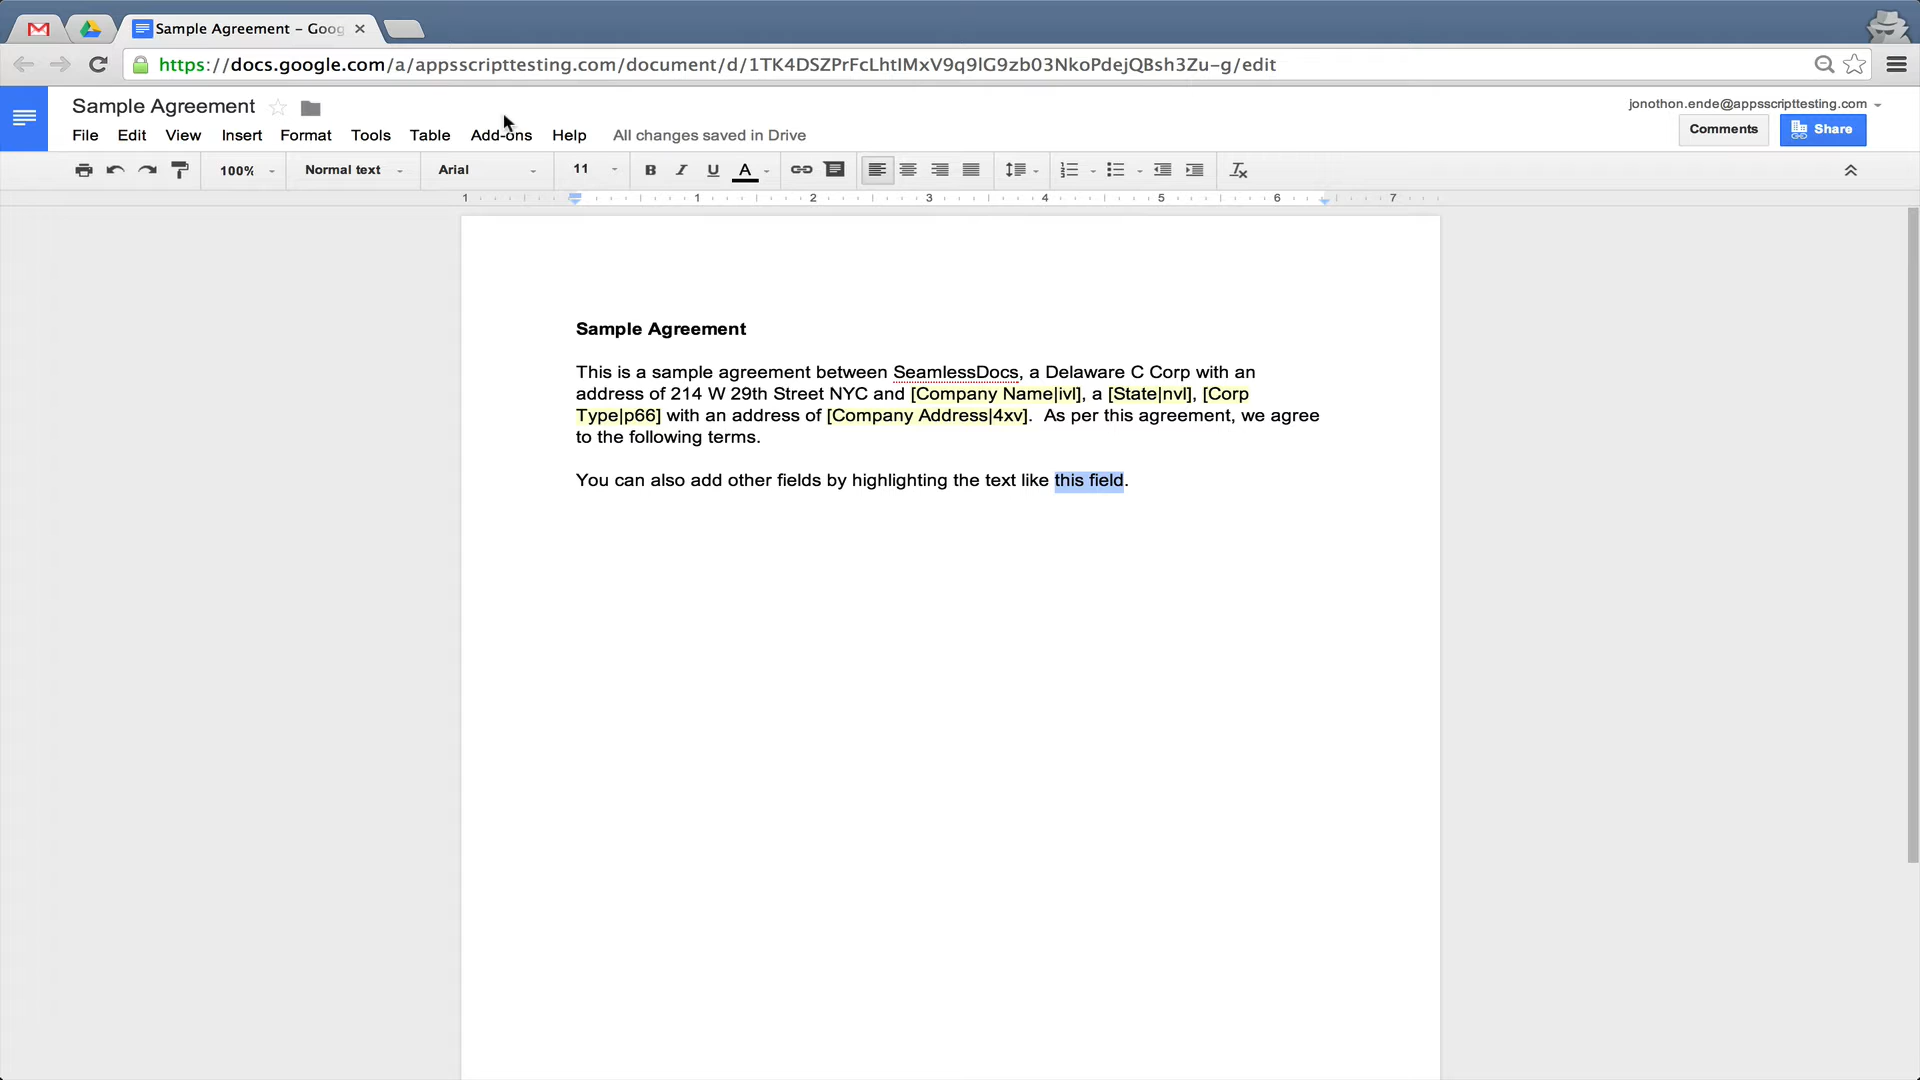 Sample Agreement – Goog
https://docs.google.com/a/appsscripttesting.com/document/d/1TK4DSZPrFcLhtIMxV9q9lG9zb03NkoPdejQBsh3Zu-g/edit
Sample Agreement
jonothon.ende@appsscripttesting.com
File Edit View Insert Format Tools Table Add-ons Help All changes saved in Drive
Comments Share
100% Normal text Arial 11 B I U A
1 1 2 3 4 5 6 7
Sample Agreement
This is a sample agreement between SeamlessDocs, a Delaware C Corp with an
address of 214 W 29th Street NYC and [Company Name|ivl], a [State|nvl], [Corp
Type|p66] with an address of [Company Address|4xv].  As per this agreement, we agree
to the following terms.
You can also add other fields by highlighting the text like this field.